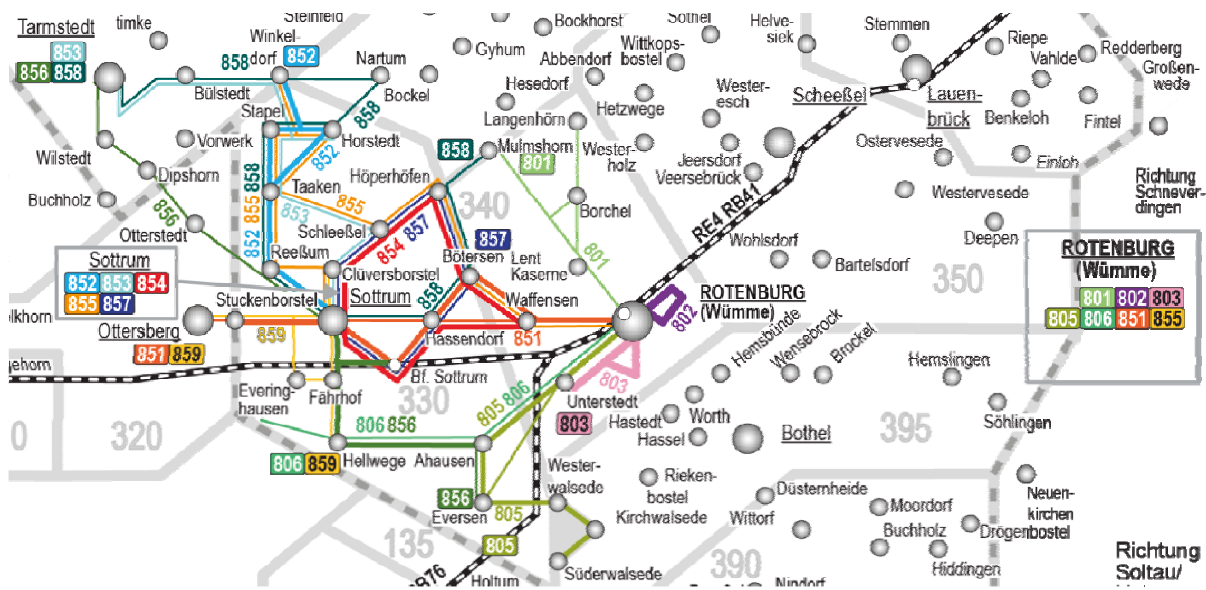 Tarmstedt
853
856 858
timke
Steinfeld
Winkel-
dorf
852
858
Nartum
Bockel
Gyhum
Bockhorst
Abbendorf
Hesedorf
Wittkops-
bostel
Sothel
Helve-
siek
Stemmen
Riepe
Vahlde
Redderberg
Großen-
wede
Bülstedt
Stapel
Vorwerk
Horstedt
858
852
Langenhörn
Hetzwege
Wester-
esch
Scheeßel
Lauen-
brück
Benkeloh
Fintel
Wilstedt
Dipshorn
858
Mulmshorn
801
Wester-
holz
Jeersdorf
Veersebrück
Ostervesede
Einloh
Buchholz
856
Taaken
Höperhöfen
340
Borchel
Westervesede
Richtung
Schnever-
dingen
Otterstedt
858
855
852
853
855
Schleeßel
854
857
857
801
RE4 RB41
Wohlsdorf
Deepen
ROTENBURG
(Wümme)
801 802 803
805 806 851 855
Sottrum
852 853 854
855 857
Reeßum
Clüversborstel
Bötersen
Lent
Kaserne
Bartelsdorf
350
Stuckenborstel
Sottrum
858
Waffensen
802
ROTENBURG
(Wümme)
Ottersberg
851 859
859
Hassendorf
851
Hemsbünde
Wensebrock
Brockel
Hemslingen
Bf. Sottrum
Evering-
hausen
Fährhof
330
805
806
803
Unterstedt
803
Hastedt
Hassel
Worth
Bothel
395
Söhlingen
320
806 856
806 859
Hellwege
Ahausen
Wester-
walsede
Rieken-
bostel
Kirchwalsede
Düsternheide
Wittorf
Moordorf
Buchholz
Drögenbostel
Neuen-
kirchen
856
Eversen
805
805
135
390
Hiddingen
Holtum
Süderwalsede
Nindorf
Richtung
Soltau/